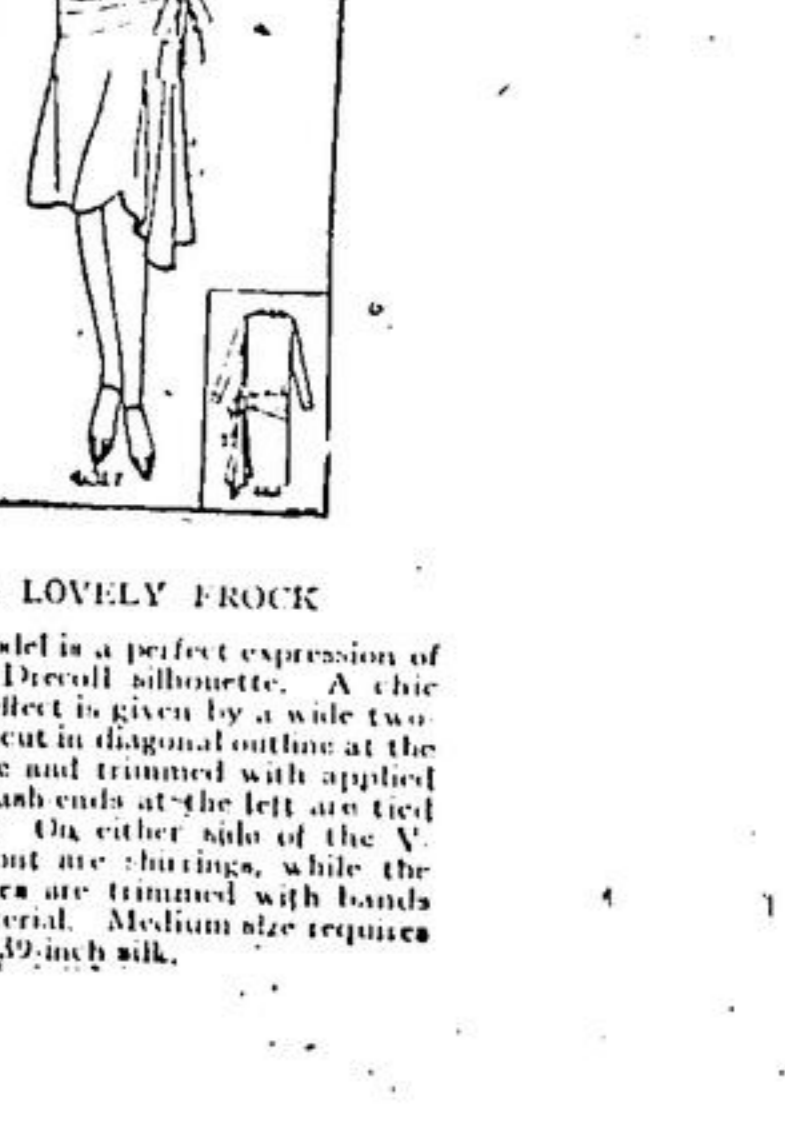 LOVELY FROCK
del is a perfect expression of
Drecoll silhouette. A chic
ffect is given by a wide two-
cut in diagonal outline at the
e and trimmed with applied
ash ends at the left are tied
On either side of the V-
ont are shirrings, while the
es are trimmed with bands
erial. Medium size requires
39-inch silk.